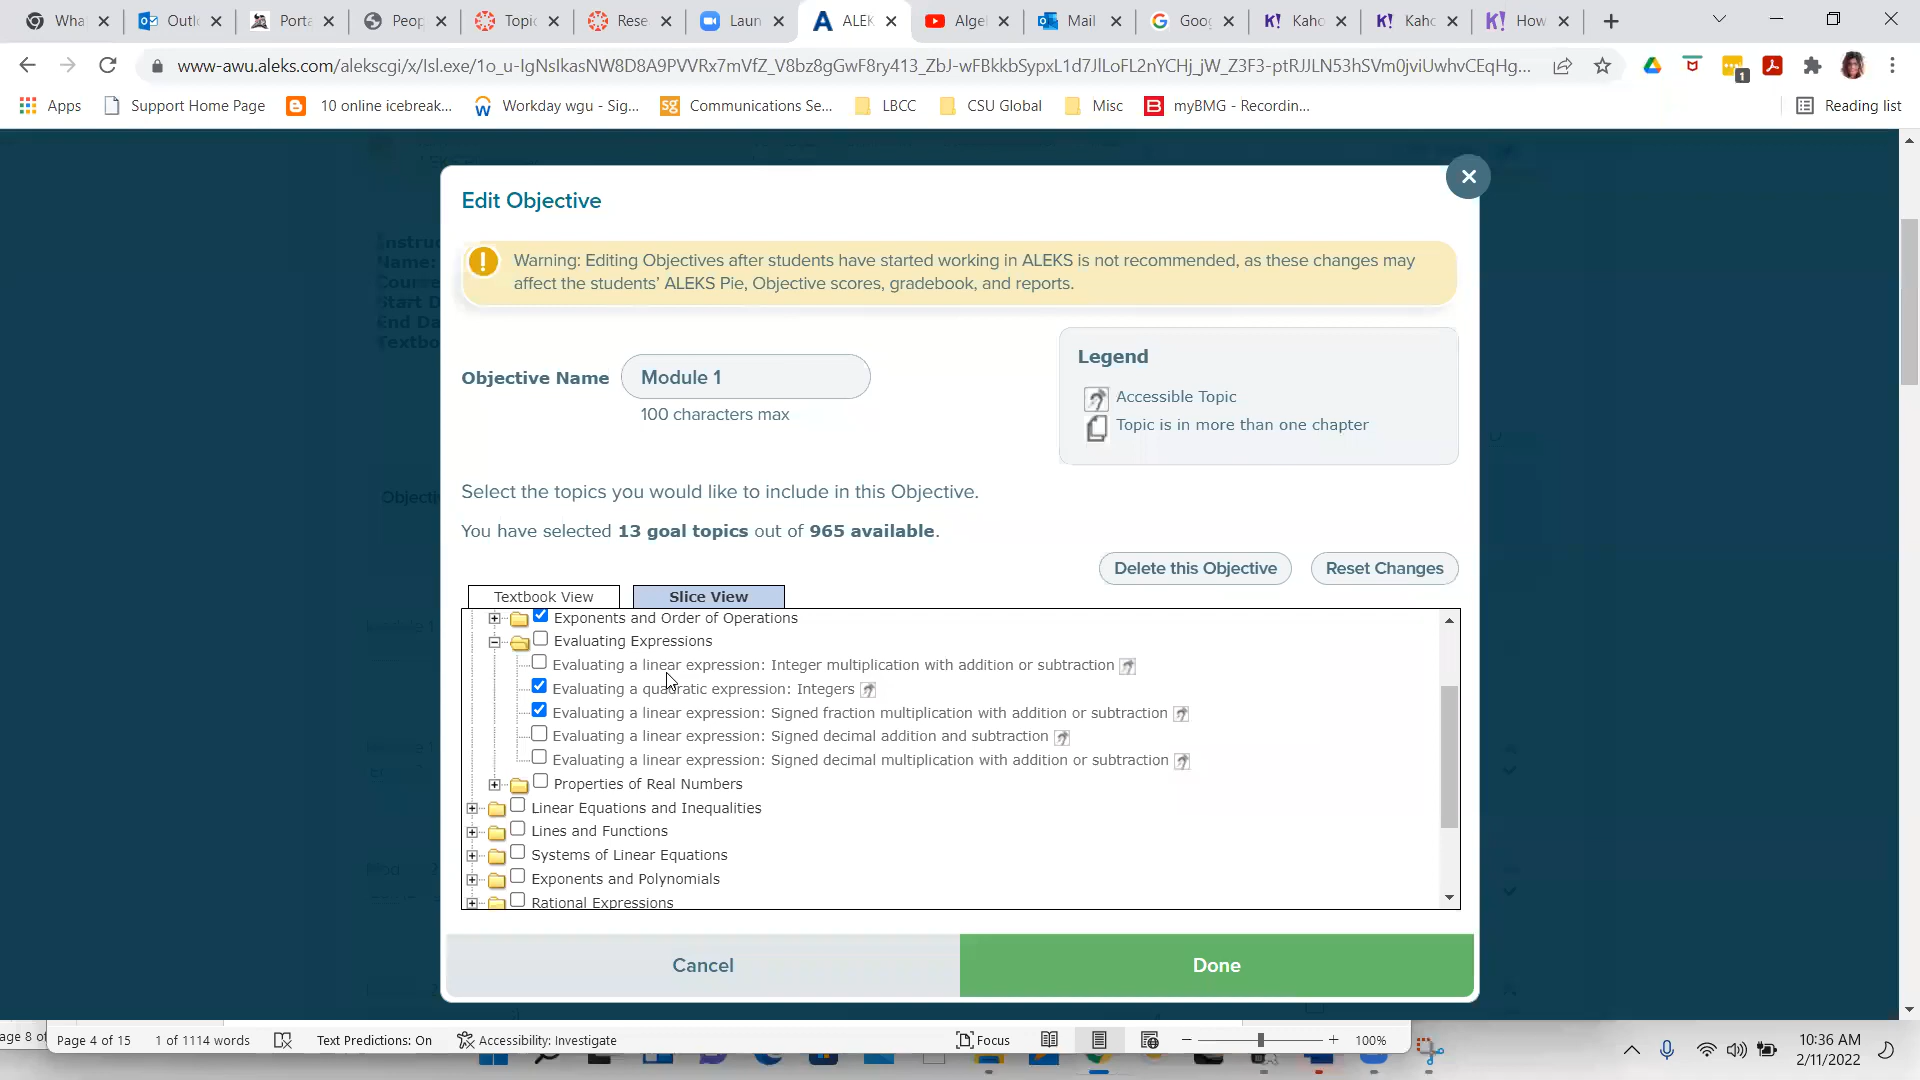 Wha
Outl
Porta
Peop
Topic
Rese
Laun
ALEK
Alge
Mail
Goog
Kaho
Kaho
How
www-awu.aleks.com/alekscgi/x/Isl.exe/1o_u-IgNsIkasNW8D8A9PVVRx7mVfZ_V8bz8gGwF8ry413_ZbJ-wFBkkbSypxL1d7JlLoFL2nYCHj_jW_Z3F3-ptRJJLN53hSVm0jviUwhvCEqHg...
1
Apps
Support Home Page
10 online icebreak...
Workday wgu - Sig...
Communications Se...
LBCC
CSU Global
Misc
myBMG - Recordin...
Reading list
Edit Objective
Warning: Editing Objectives after students have started working in ALEKS is not recommended, as these changes may
affect the students' ALEKS Pie, Objective scores, gradebook, and reports.
Legend
Accessible Topic
Topic is in more than one chapter
Objective Name
Module 1
100 characters max
Select the topics you would like to include in this Objective.
You have selected 13 goal topics out of 965 available.
Delete this Objective
Reset Changes
Textbook View
Slice View
Exponents and Order of Operations
Evaluating Expressions
Evaluating a linear expression: Integer multiplication with addition or subtraction
Evaluating a quadratic expression: Integers
Evaluating a linear expression: Signed fraction multiplication with addition or subtraction
Evaluating a linear expression: Signed decimal addition and subtraction
Evaluating a linear expression: Signed decimal multiplication with addition or subtraction
Properties of Real Numbers
Linear Equations and Inequalities
Lines and Functions
Systems of Linear Equations
Exponents and Polynomials
Rational Expressions
Cancel
Done
age 8 of
Page 4 of 15
1 of 1114 words
Text Predictions: On
Accessibility: Investigate
Focus
100%
10:36 AM
2/11/2022